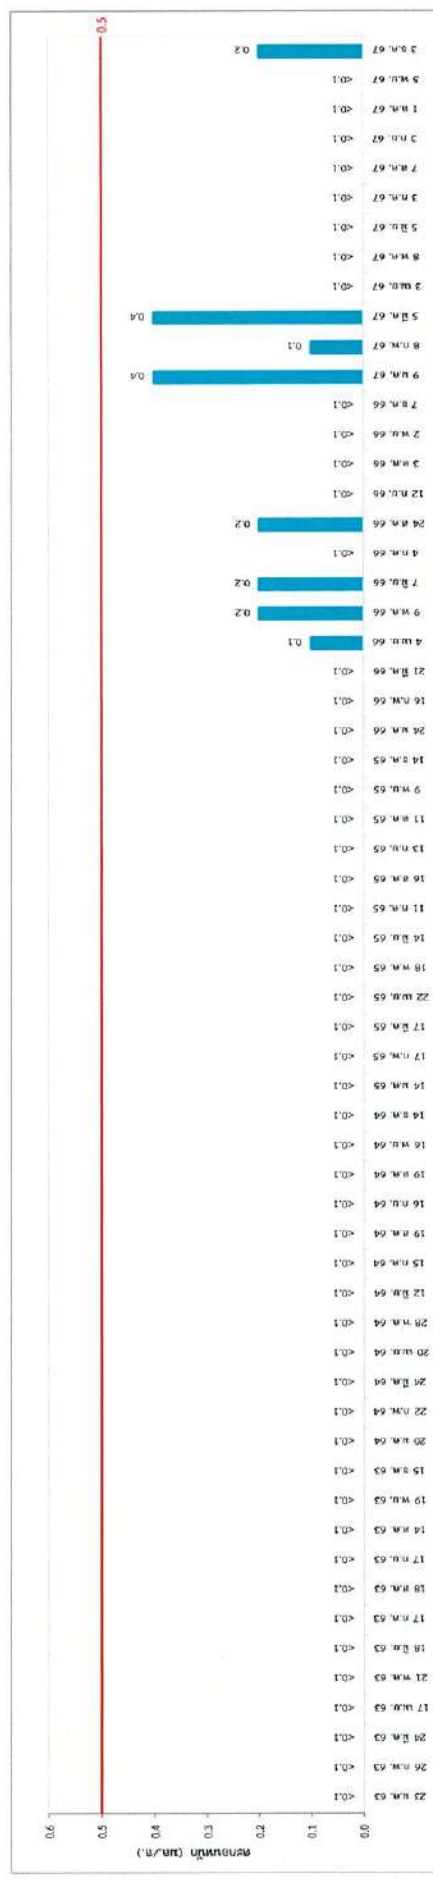 ตะกอนหนัก (มล./ล.)
0.6
0.5
0.4
0.3
0.2
0.1
0.0
0.5
<0.1
23 ม.ค. 63
<0.1
26 ก.พ. 63
<0.1
24 มี.ค. 63
<0.1
17 เม.ย. 63
<0.1
21 พ.ค. 63
<0.1
18 มิ.ย. 63
<0.1
17 ก.ค. 63
<0.1
18 ส.ค. 63
<0.1
17 ก.ย. 63
<0.1
14 ต.ค. 63
<0.1
19 พ.ย. 63
<0.1
15 ธ.ค. 63
<0.1
20 ม.ค. 64
<0.1
22 ก.พ. 64
<0.1
24 มี.ค. 64
<0.1
20 เม.ย. 64
<0.1
28 พ.ค. 64
<0.1
12 มิ.ย. 64
<0.1
15 ก.ค. 64
<0.1
19 ส.ค. 64
<0.1
16 ก.ย. 64
<0.1
19 ต.ค. 64
<0.1
16 พ.ย. 64
<0.1
14 ธ.ค. 64
<0.1
14 ม.ค. 65
<0.1
17 ก.พ. 65
<0.1
17 มี.ค. 65
<0.1
22 เม.ย. 65
<0.1
18 พ.ค. 65
<0.1
14 มิ.ย. 65
<0.1
11 ก.ค. 65
<0.1
16 ส.ค. 65
<0.1
13 ก.ย. 65
<0.1
11 ต.ค. 65
<0.1
9 พ.ย. 65
<0.1
14 ธ.ค. 65
<0.1
24 ม.ค. 66
<0.1
16 ก.พ. 66
<0.1
21 มี.ค. 66
0.1
4 เม.ย. 66
0.2
9 พ.ค. 66
0.2
7 มิ.ย. 66
<0.1
4 ก.ค. 66
0.2
24 ส.ค. 66
<0.1
12 ก.ย. 66
<0.1
3 ต.ค. 66
<0.1
2 พ.ย. 66
<0.1
7 ธ.ค. 66
0.4
9 ม.ค. 67
0.1
8 ก.พ. 67
0.4
5 มี.ค. 67
<0.1
3 เม.ย. 67
<0.1
8 พ.ค. 67
<0.1
5 มิ.ย. 67
<0.1
3 ก.ค. 67
<0.1
7 ส.ค. 67
<0.1
3 ก.ย. 67
<0.1
1 ต.ค. 67
<0.1
5 พ.ย. 67
0.2
3 ธ.ค. 67